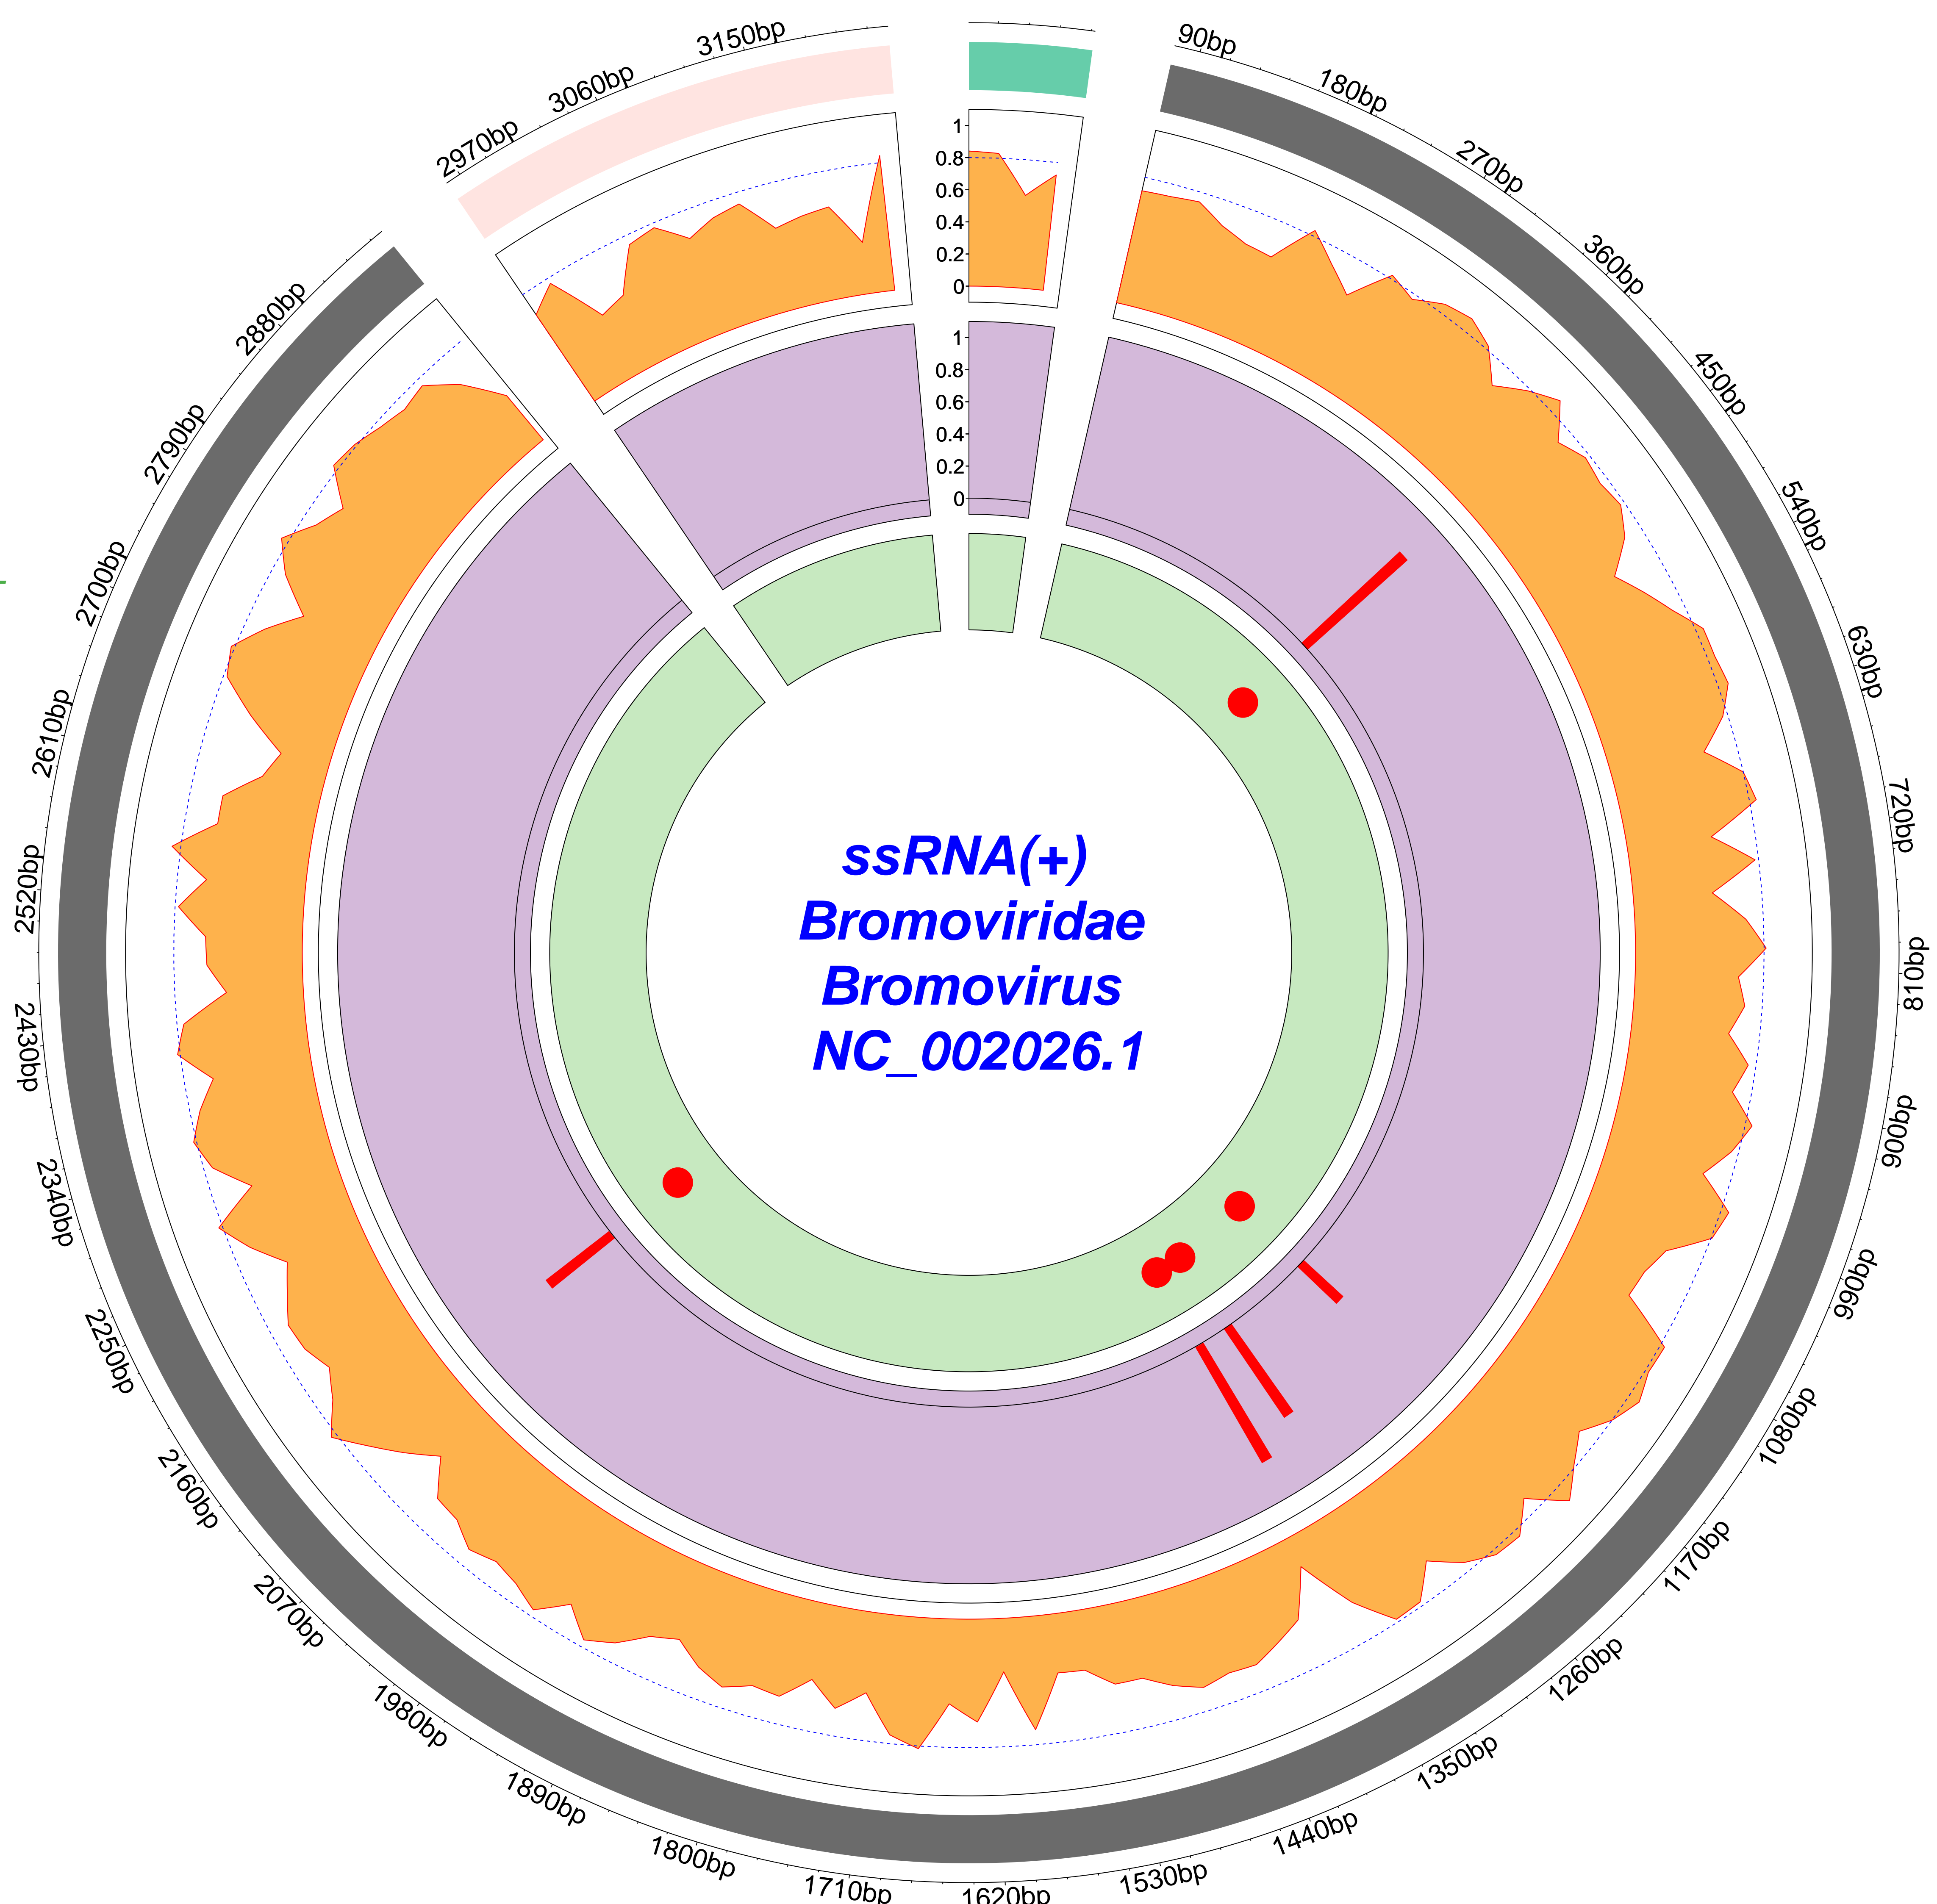 90bp
180bp
270bp
360bp
450bp
540bp
630bp
720bp
810bp
900bp
990bp
1080bp
1170bp
1260bp
1350bp
1440bp
1530bp
1620bp
1710bp
1800bp
1890bp
1980bp
2070bp
2160bp
2250bp
2340bp
2430bp
2520bp
2610bp
2700bp
2790bp
2880bp
2970bp
3060bp
3150bp
1
0.8
0.6
0.4
0.2
0
1
0.8
0.6
0.4
0.2
0
ssRNA(+)
Bromoviridae
Bromovirus
NC_002026.1